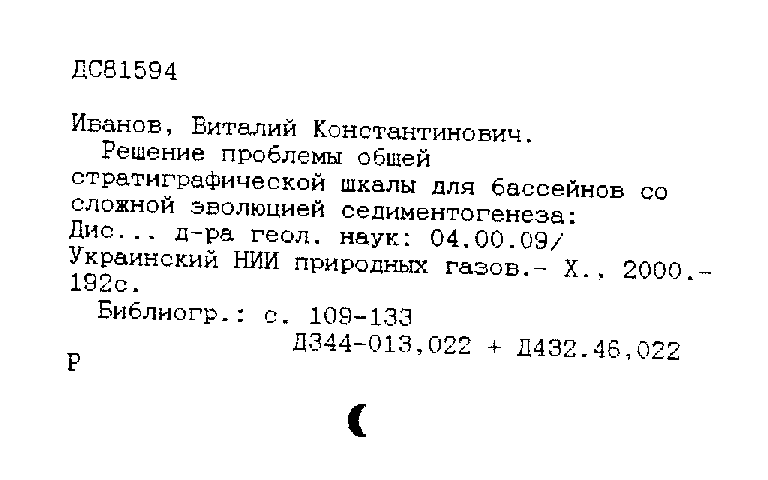 ДС81594
Иванов, Виталий Константинович.
Решение проблемы общей
стратиграфической шкалы для бассейнов со
сложной эволюцией седиментогенеза:
Дис... д-ра геол. наук: 04.00.09/
Украинский НИИ природных газов.- Х., 2000.-
192с.
Библиогр.: с. 109-133
Д344-013,022 + Д432.46,022
Р